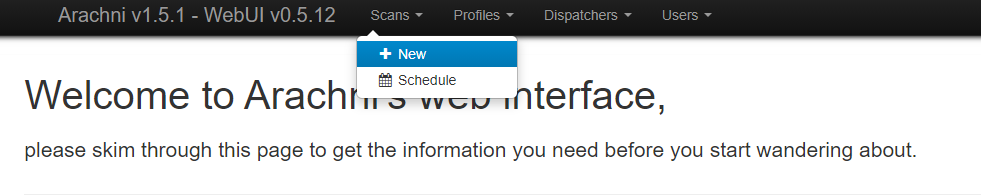 Arachni v1.5.1 - WebUI v0.5.12 Scans Profiles Dispatchers Users
New
Schedule
Welcome to Arachni's web interface,
please skim through this page to get the information you need before you start wandering about.